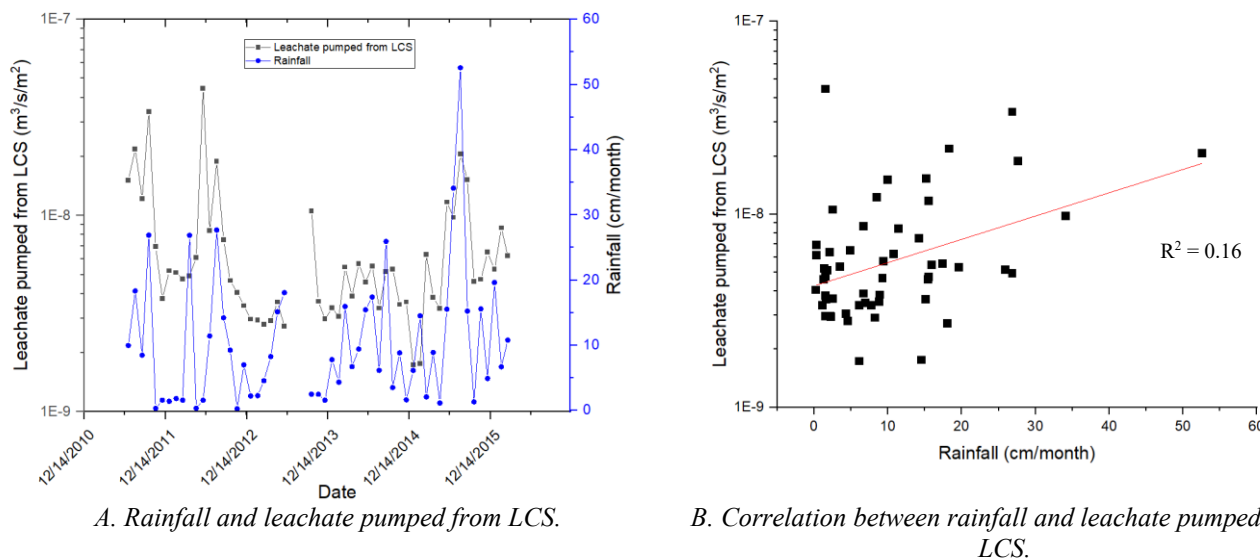 1E-7
1E-8
1E-9
Leachate pumped from LCS (m³/s/m²)
Leachate pumped from LCS
Rainfall
60
50
40
30
20
10
0
Rainfall (cm/month)
12/14/2010
12/14/2011
12/14/2012
12/14/2013
12/14/2014
12/14/2015
Date
A. Rainfall and leachate pumped from LCS.
1E-7
1E-8
1E-9
Leachate pumped from LCS (m³/s/m²)
R² = 0.16
0 10 20 30 40 50 60
Rainfall (cm/month)
B. Correlation between rainfall and leachate pumped
LCS.